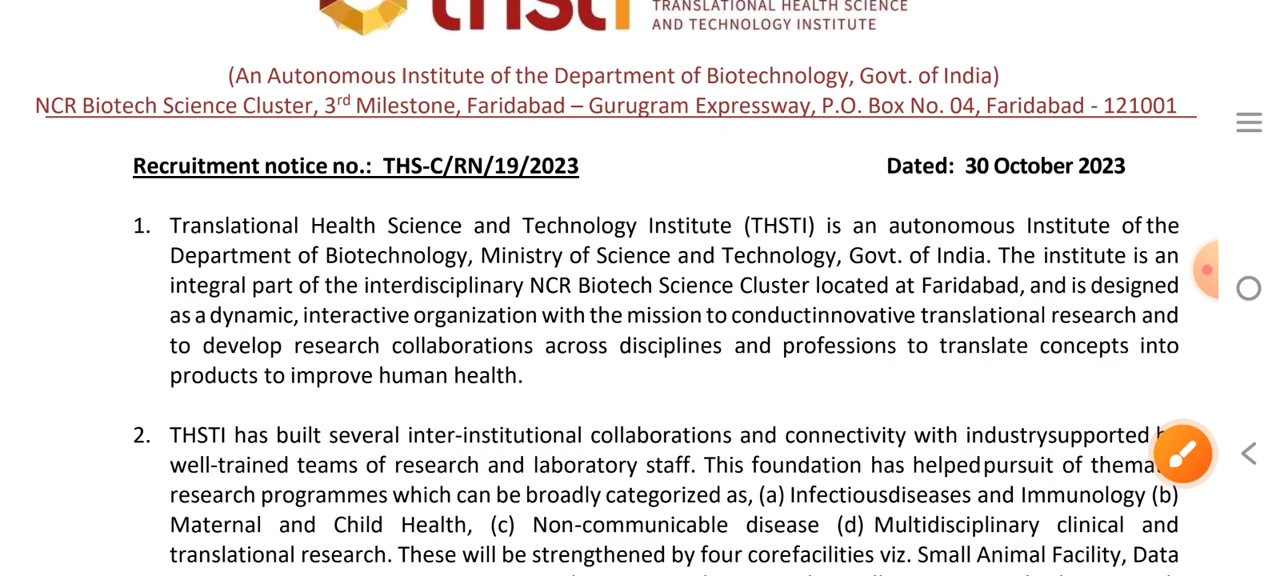 thsti TRANSLATIONAL HEALTH SCIENCE
AND TECHNOLOGY INSTITUTE
(An Autonomous Institute of the Department of Biotechnology, Govt. of India)
NCR Biotech Science Cluster, 3rd Milestone, Faridabad – Gurugram Expressway, P.O. Box No. 04, Faridabad - 121001
Recruitment notice no.: THS-C/RN/19/2023 Dated: 30 October 2023
1. Translational Health Science and Technology Institute (THSTI) is an autonomous Institute of the
Department of Biotechnology, Ministry of Science and Technology, Govt. of India. The institute is an
integral part of the interdisciplinary NCR Biotech Science Cluster located at Faridabad, and is designed
as a dynamic, interactive organization with the mission to conductinnovative translational research and
to develop research collaborations across disciplines and professions to translate concepts into
products to improve human health.
2. THSTI has built several inter-institutional collaborations and connectivity with industrysupported
well-trained teams of research and laboratory staff. This foundation has helpedpursuit of
research programmes which can be broadly categorized as, (a) Infectiousdiseases and Immunology (b)
Maternal and Child Health, (c) Non-communicable disease (d) Multidisciplinary clinical and
translational research. These will be strengthened by four corefacilities viz. Small Animal Facility, Data